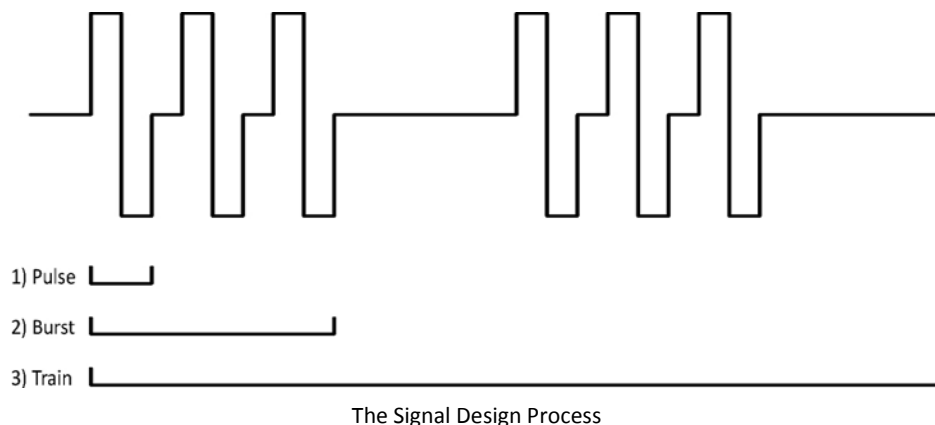 1) Pulse
2) Burst
3) Train
The Signal Design Process